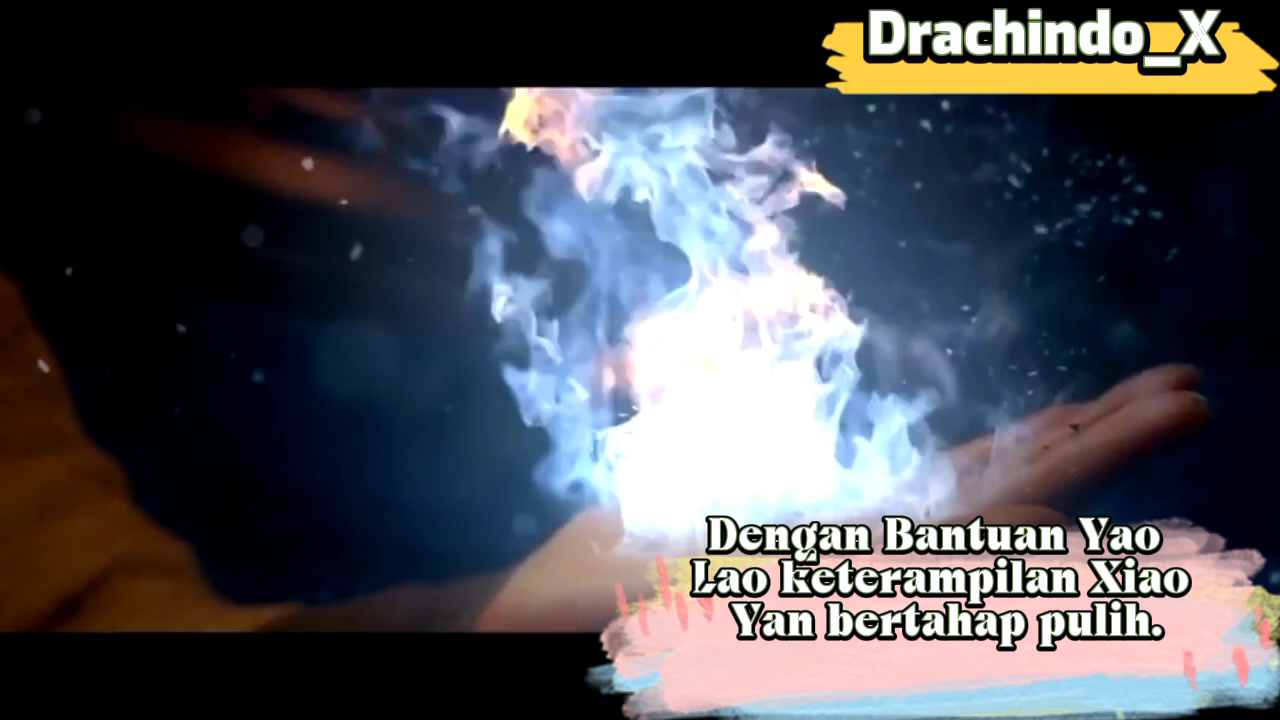 Drachindo_X
Dengan Bantuan Yao
Lao keterampilan Xiao
Yan bertahap pulih.